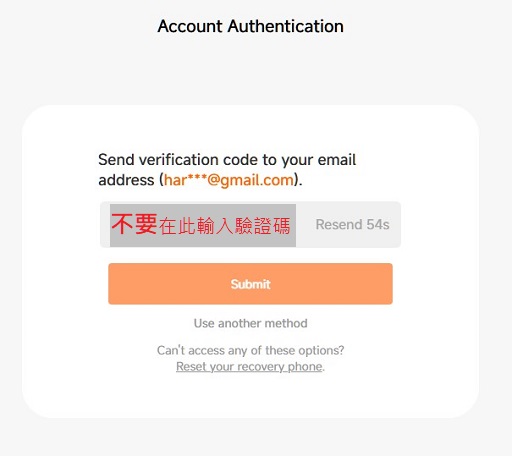 Account Authentication
Send verification code to your email
address (har***@gmail.com).
不要在此輸入驗證碼 Resend 54s
Submit
Use another method
Can't access any of these options?
Reset your recovery phone.